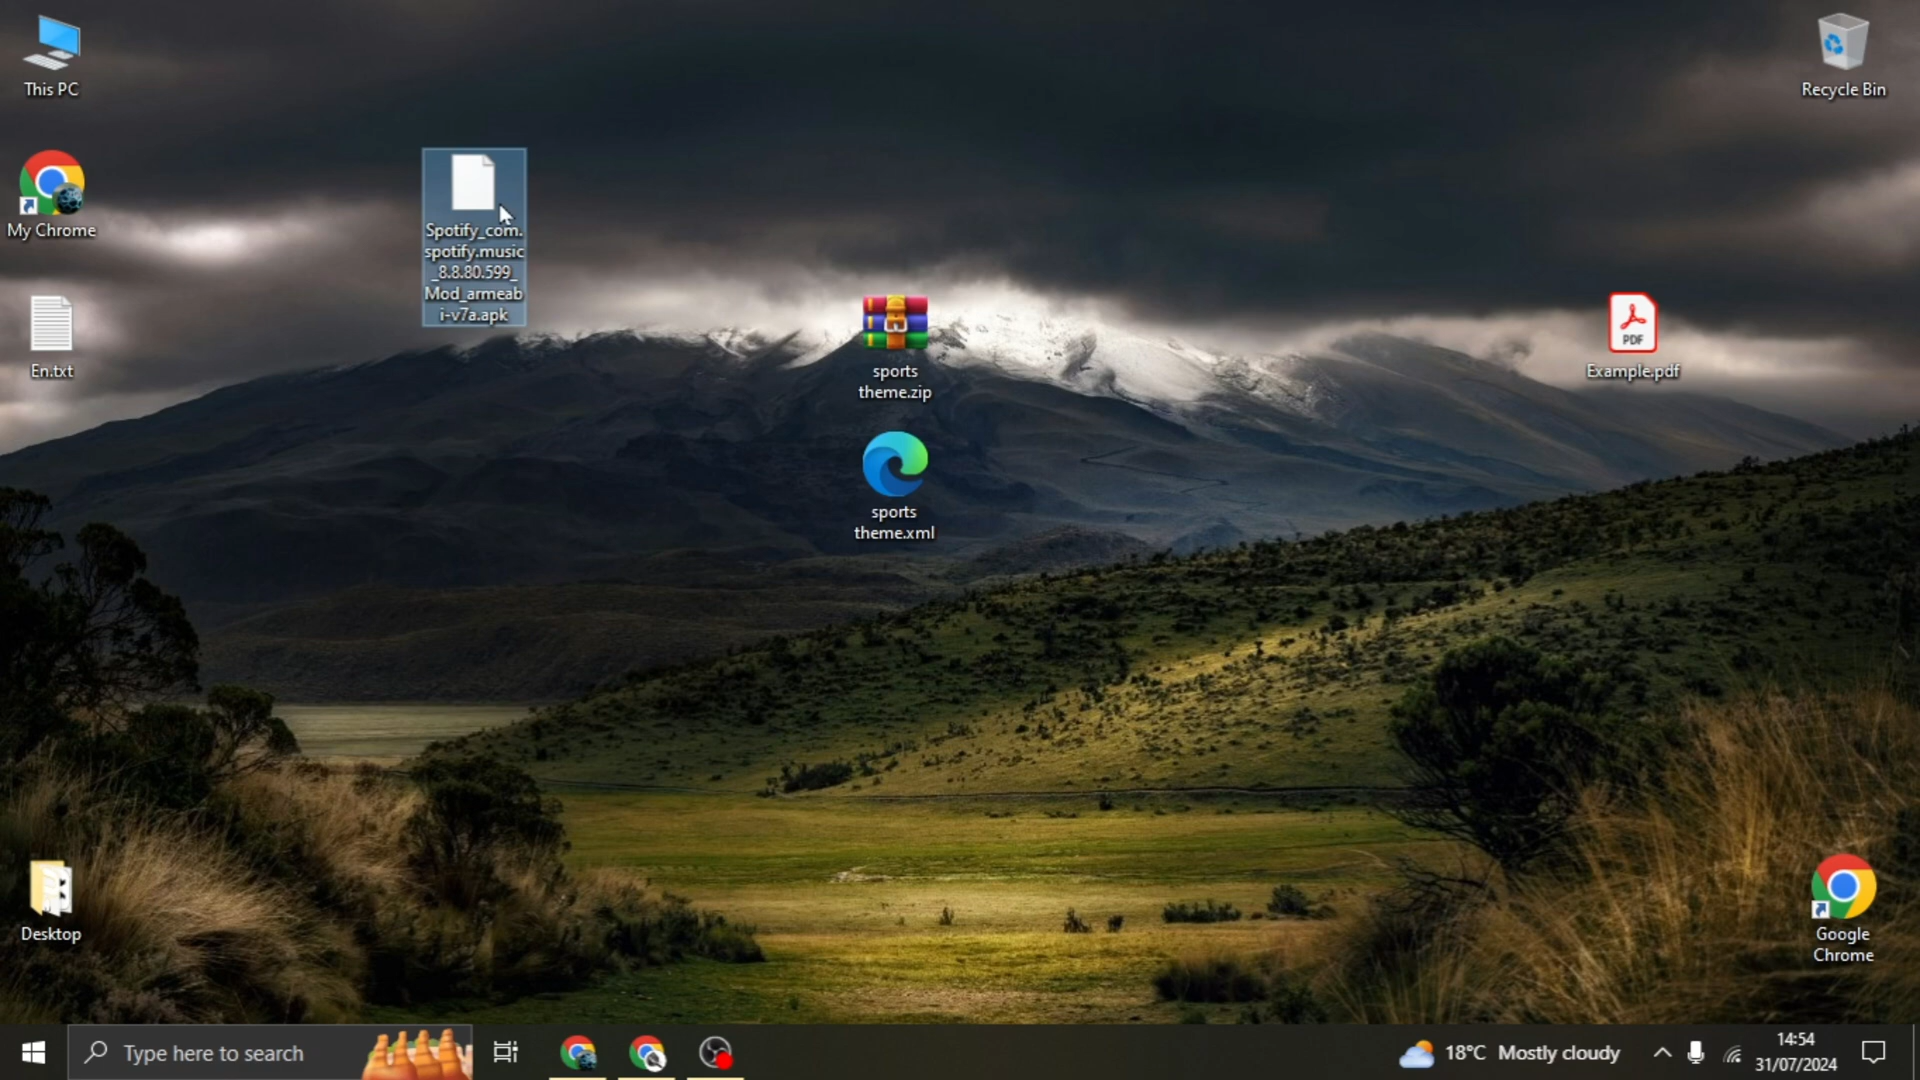 This PC
Recycle Bin
My Chrome
Spotify_com.
spotify.music
_8.8.80.599_
Mod_armeab
i-v7a.apk
En.txt
sports
theme.zip
PDF
Example.pdf
sports
theme.xml
Desktop
Google
Chrome
Type here to search
18°C Mostly cloudy
14:54
31/07/2024